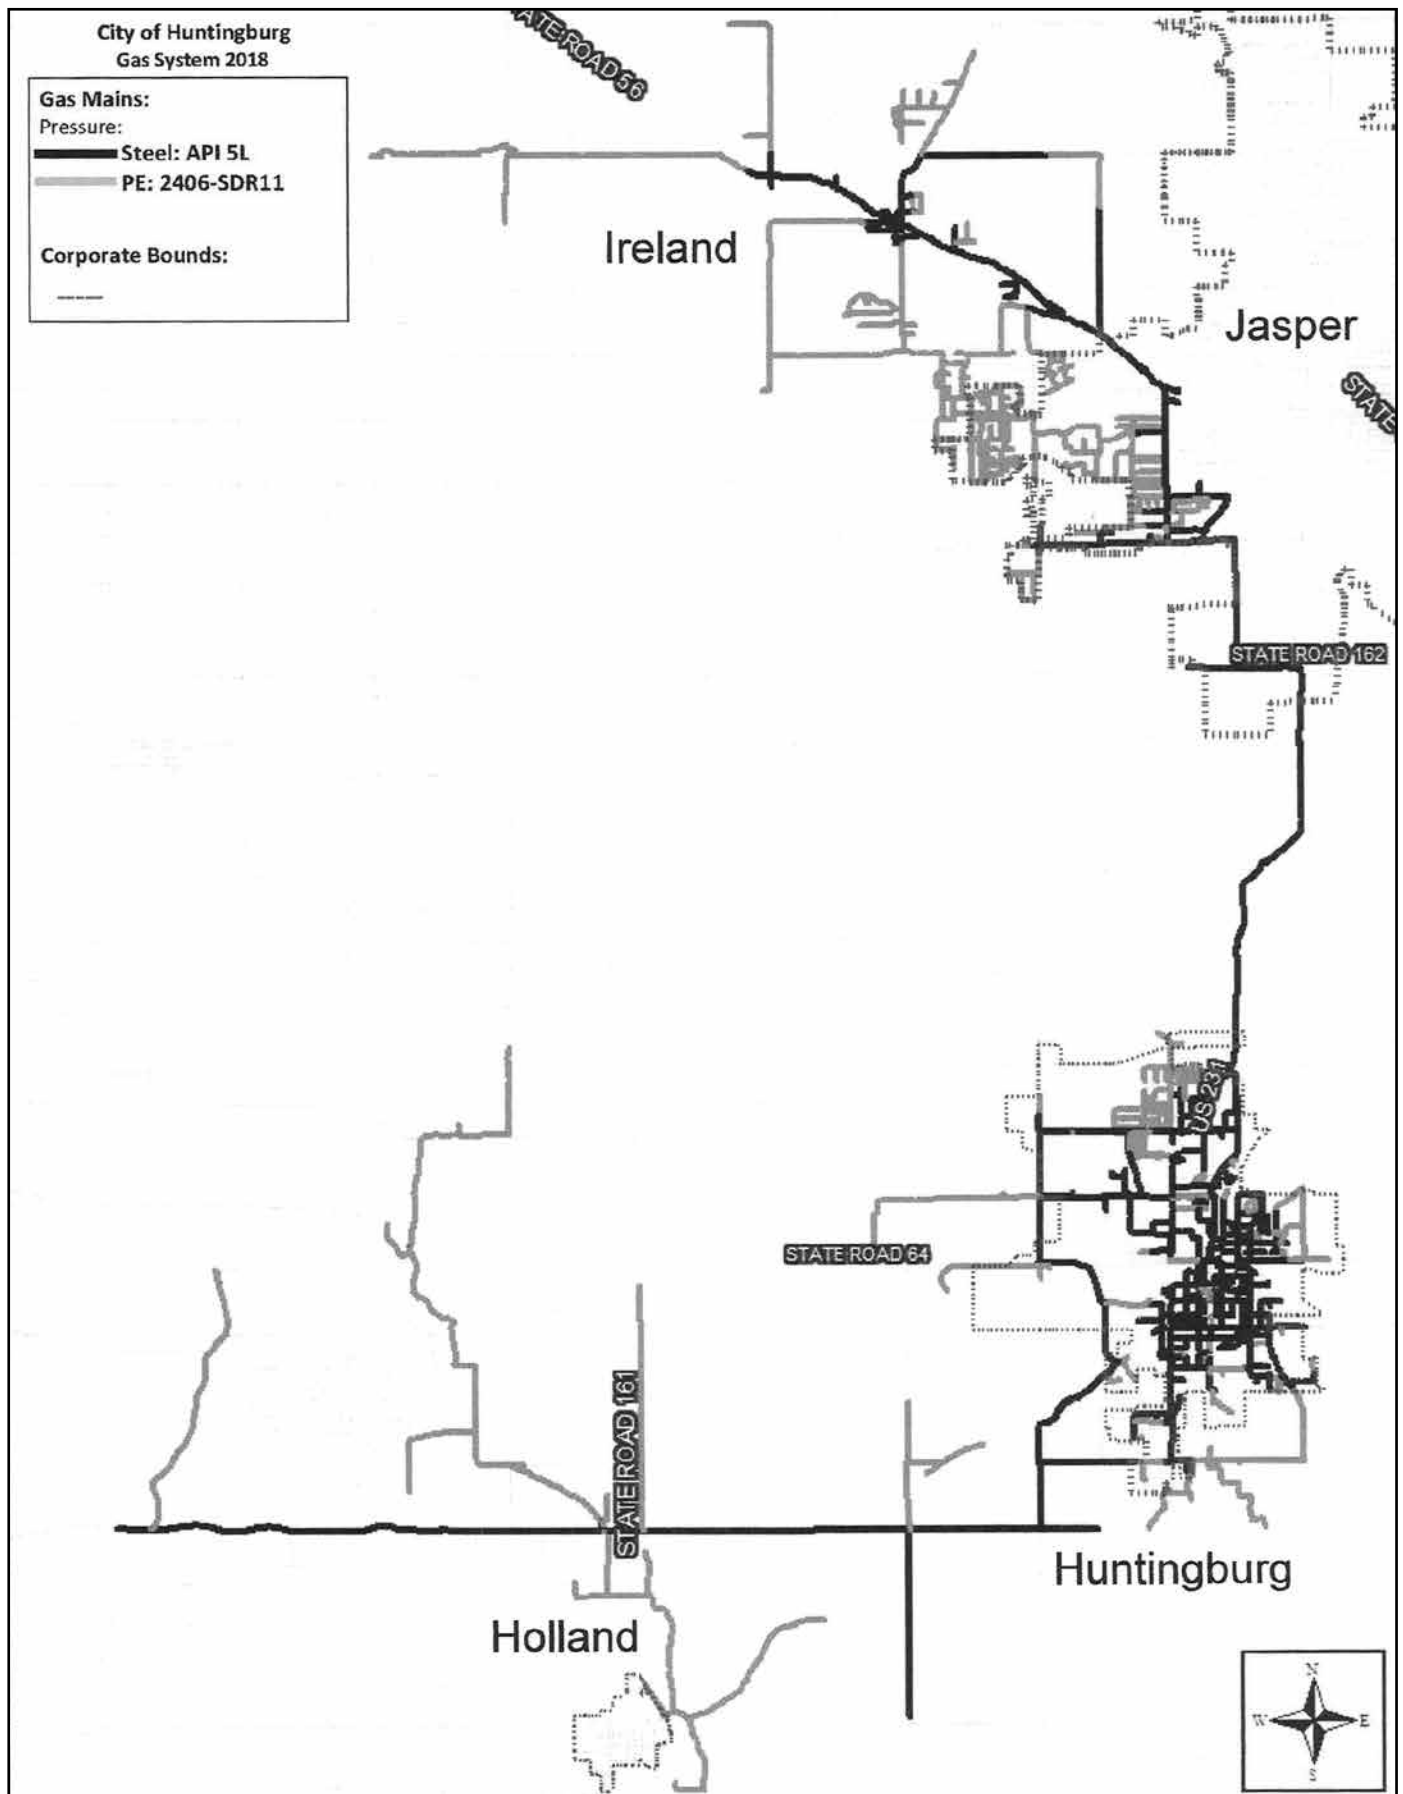 City of Huntingburg
Gas System 2018
Gas Mains:
Pressure:
Steel: API 5L
PE: 2406-SDR11
Corporate Bounds:
STATE ROAD 56
Ireland
Jasper
STATE
STATE ROAD 162
US 231
STATE ROAD 64
STATE ROAD 161
Huntingburg
Holland
N
W
E
S